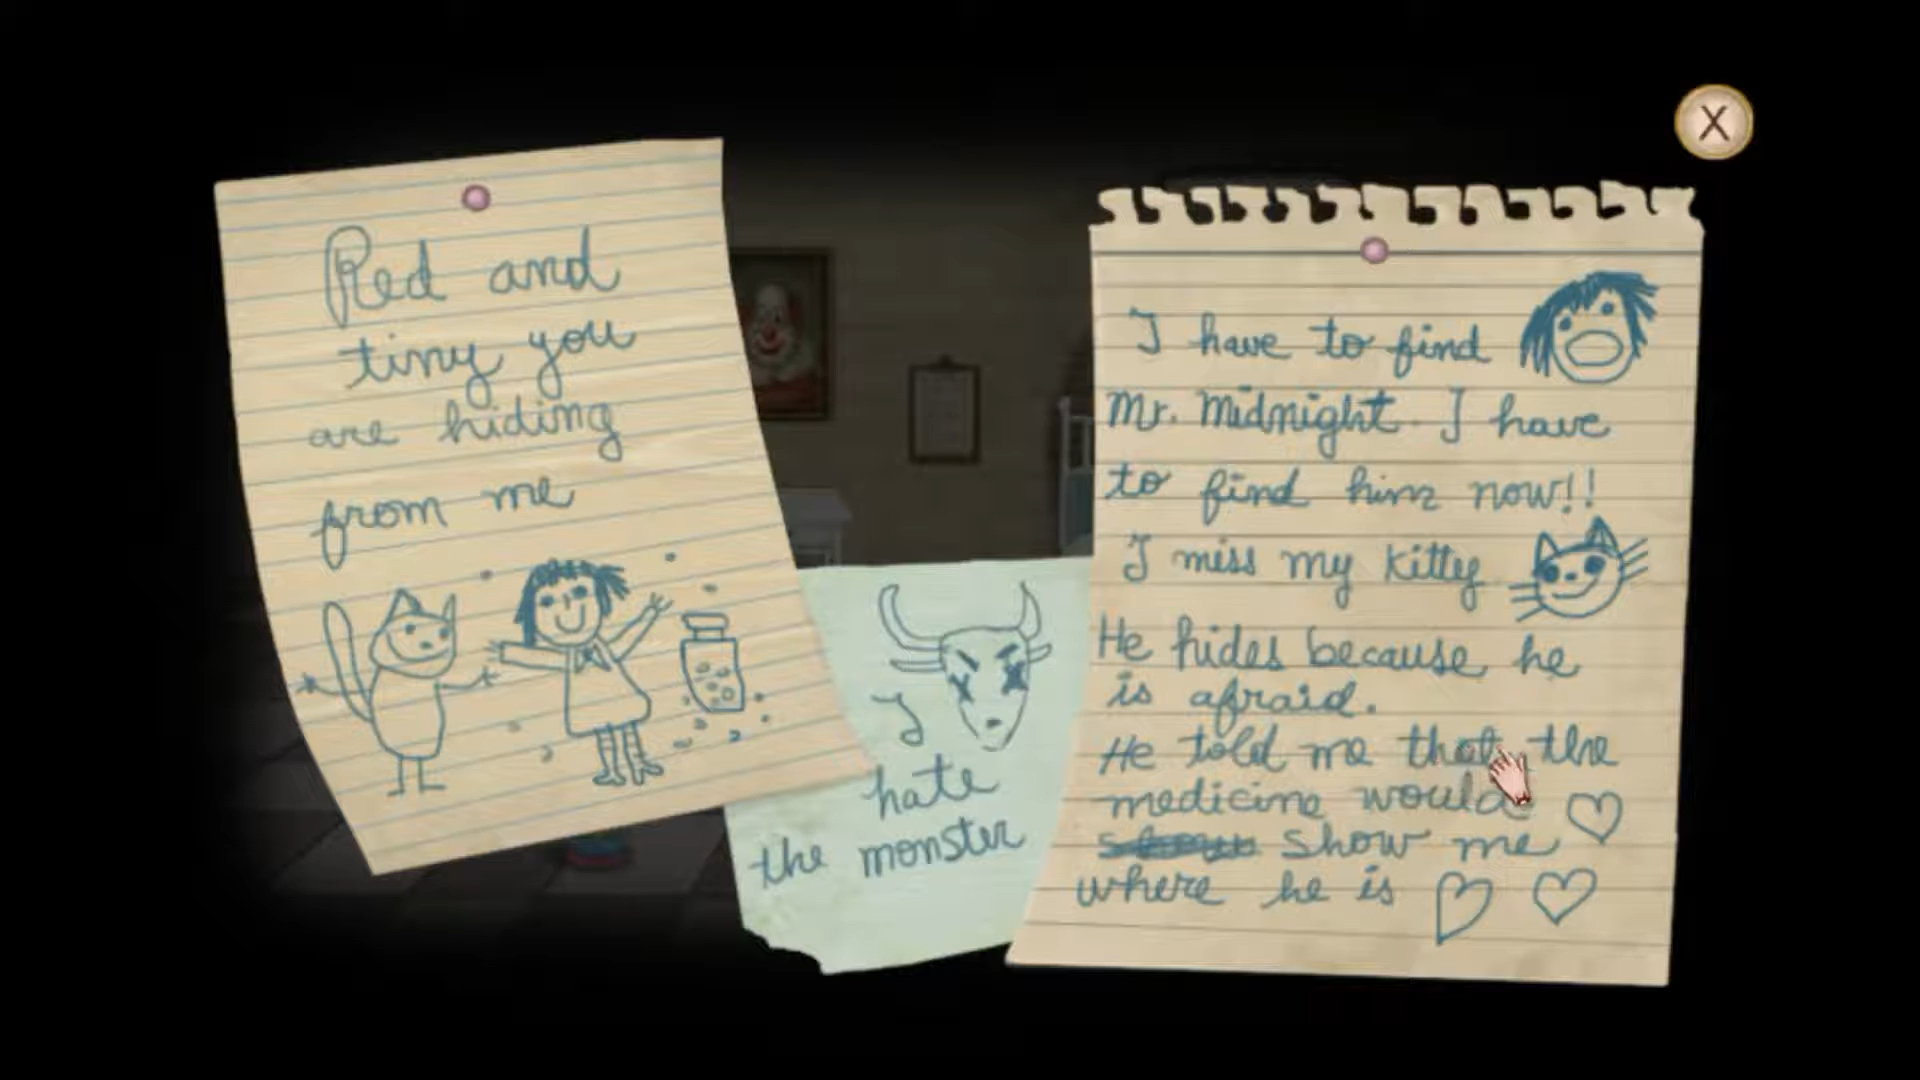 Red and
tiny you
are hiding
from me
I
hate
the monster
I have to find
Mr. Midnight. I have
to find him now!!
I miss my kitty
He hides because he
is afraid.
He told me that the
medicine would
show me
where he is
X